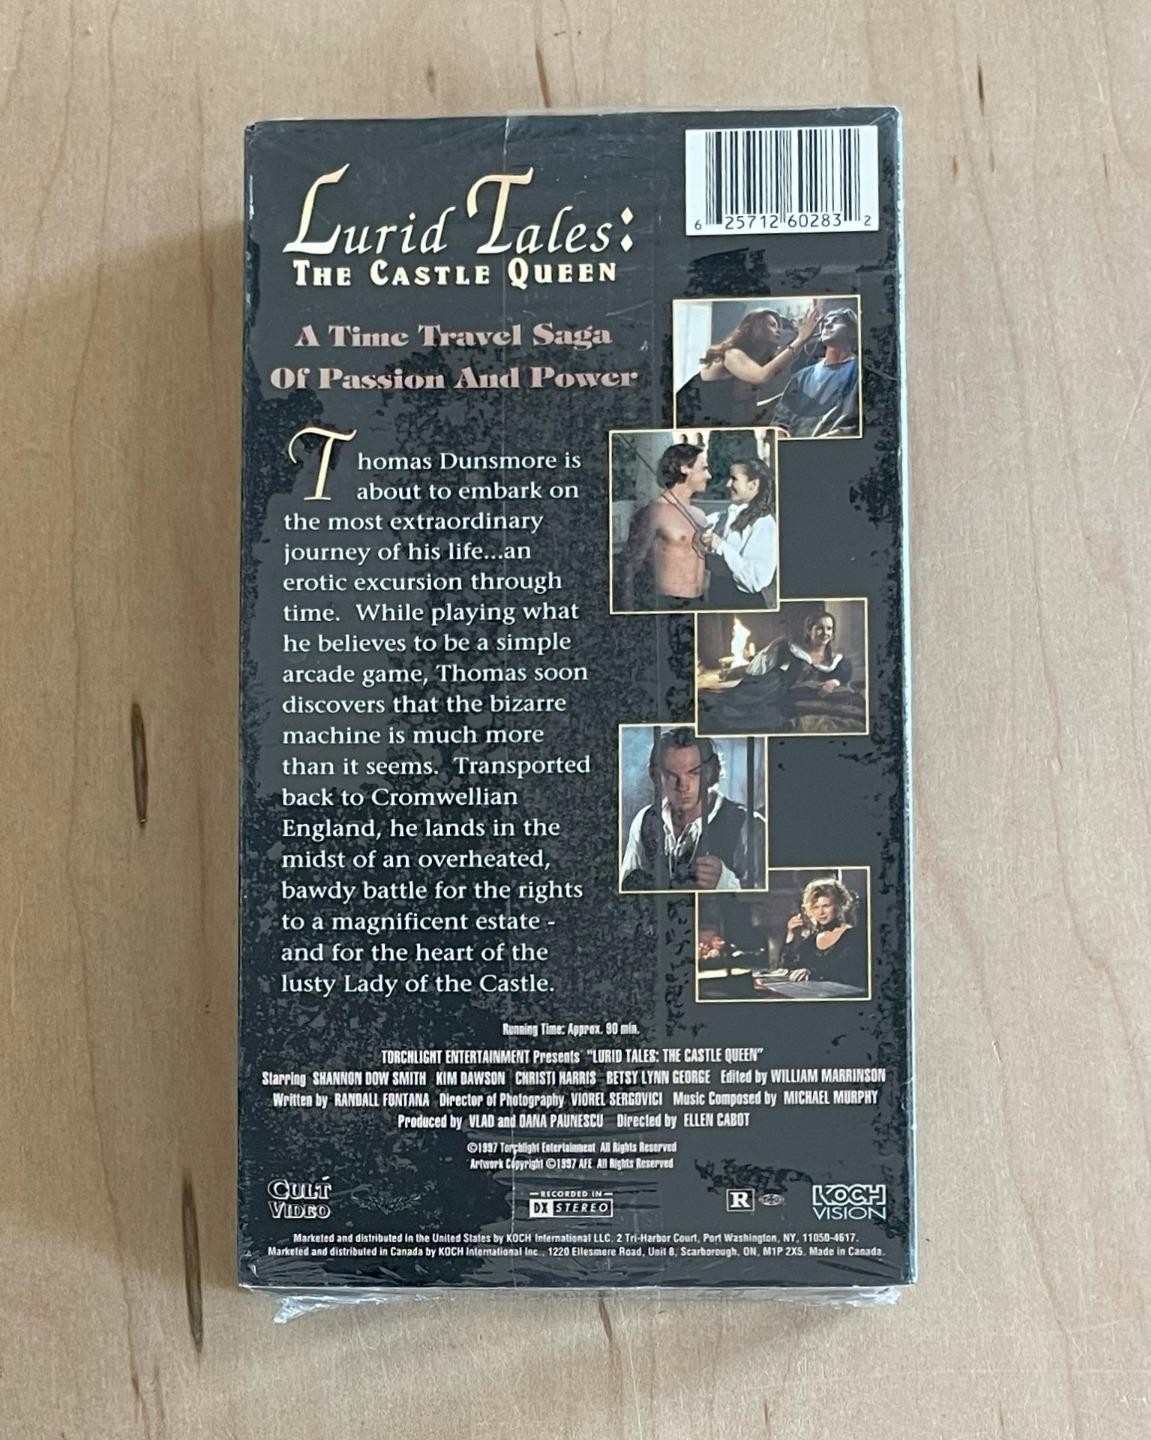 Lurid Tales:
THE CASTLE QUEEN
6 25712 60283 2
A Time Travel Saga
Of Passion And Power
Thomas Dunsmore is
about to embark on
the most extraordinary
journey of his life...an
erotic excursion through
time. While playing what
he believes to be a simple
arcade game, Thomas soon
discovers that the bizarre
machine is much more
than it seems. Transported
back to Cromwellian
England, he lands in the
midst of an overheated,
bawdy battle for the rights
to a magnificent estate -
and for the heart of the
lusty Lady of the Castle.
Running Time: Approx. 90 min.
TORCHLIGHT ENTERTAINMENT Presents "LURID TALES: THE CASTLE QUEEN"
Starring SHANNON DOW SMITH KIM DAWSON CHRISTI HARRIS BETSY LYNN GEORGE Edited by WILLIAM MARRINSON
Written by RANDALL FONTANA Director of Photography VIOREL SERGOVICI Music Composed by MICHAEL MURPHY
Produced by VLAD and OANA PAUNESCU Directed by ELLEN CABOT
©1997 Torchlight Entertainment All Rights Reserved
Artwork Copyright ©1997 AFE All Rights Reserved
CULT VIDEO
RECORDED IN
DX STEREO
R
KOCH VISION
Marketed and distributed in the United States by KOCH International LLC. 2 Tri-Harbor Court, Port Washington, NY, 11050-4617.
Marketed and distributed in Canada by KOCH International Inc., 1220 Ellesmere Road, Unit 8, Scarborough, ON, M1P 2X5. Made in Canada.